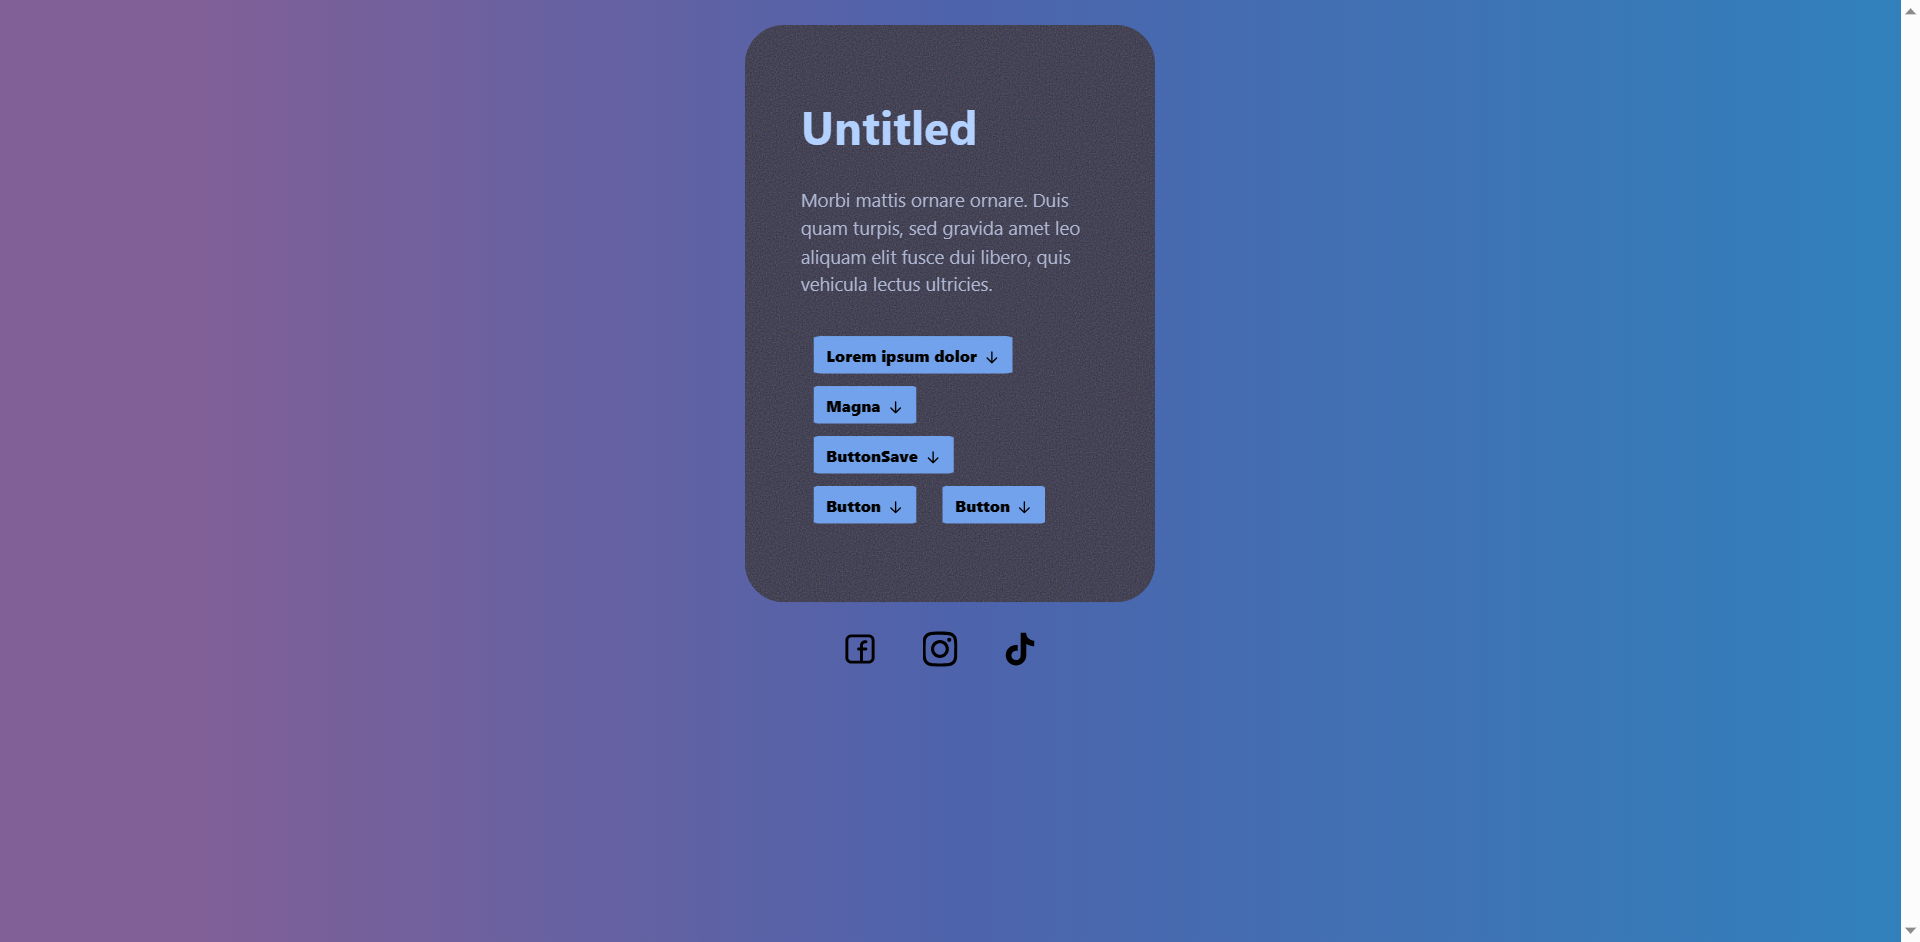 Untitled
Morbi mattis ornare ornare. Duis
quam turpis, sed gravida amet leo
aliquam elit fusce dui libero, quis
vehicula lectus ultricies.
Lorem ipsum dolor ↓
Magna ↓
ButtonSave ↓
Button ↓ Button ↓